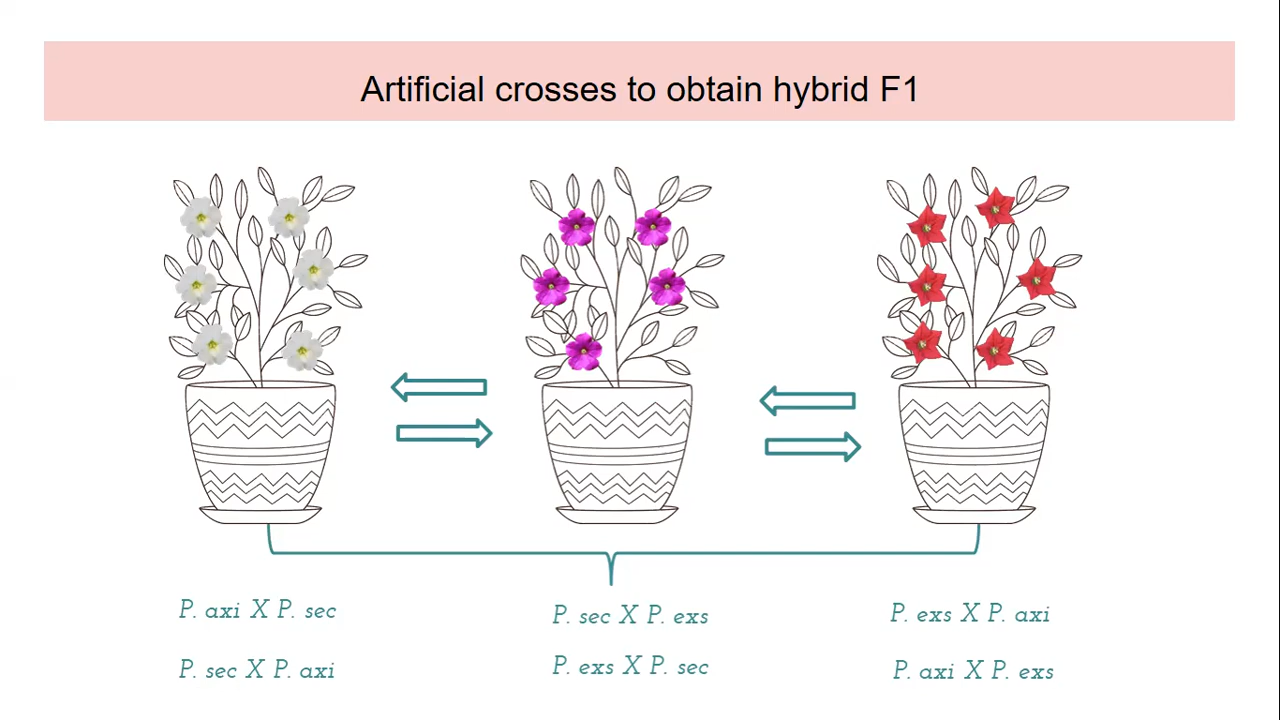 Artificial crosses to obtain hybrid F1
P. axi X P. sec
P. sec X P. axi
P. sec X P. exs
P. exs X P. sec
P. exs X P. axi
P. axi X P. exs